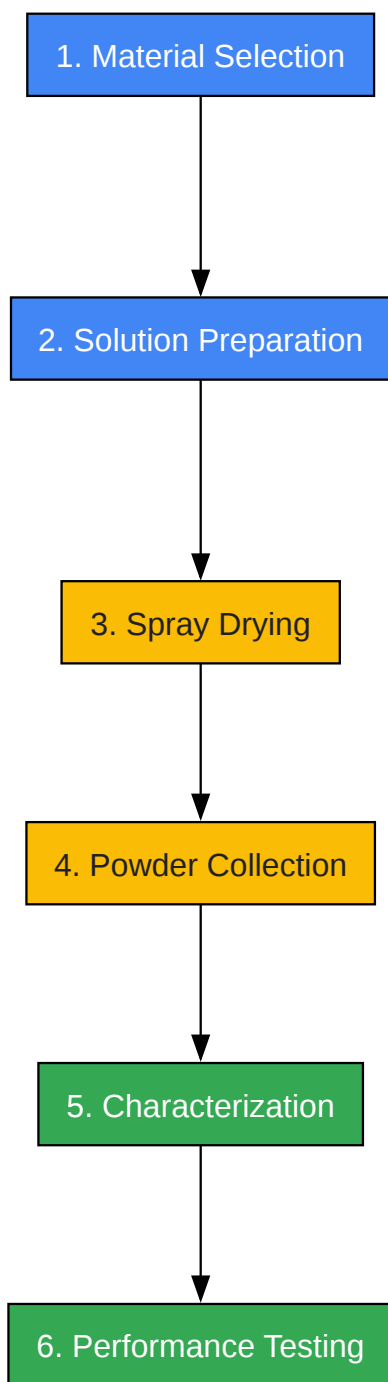 1. Material Selection
2. Solution Preparation
3. Spray Drying
4. Powder Collection
5. Characterization
6. Performance Testing